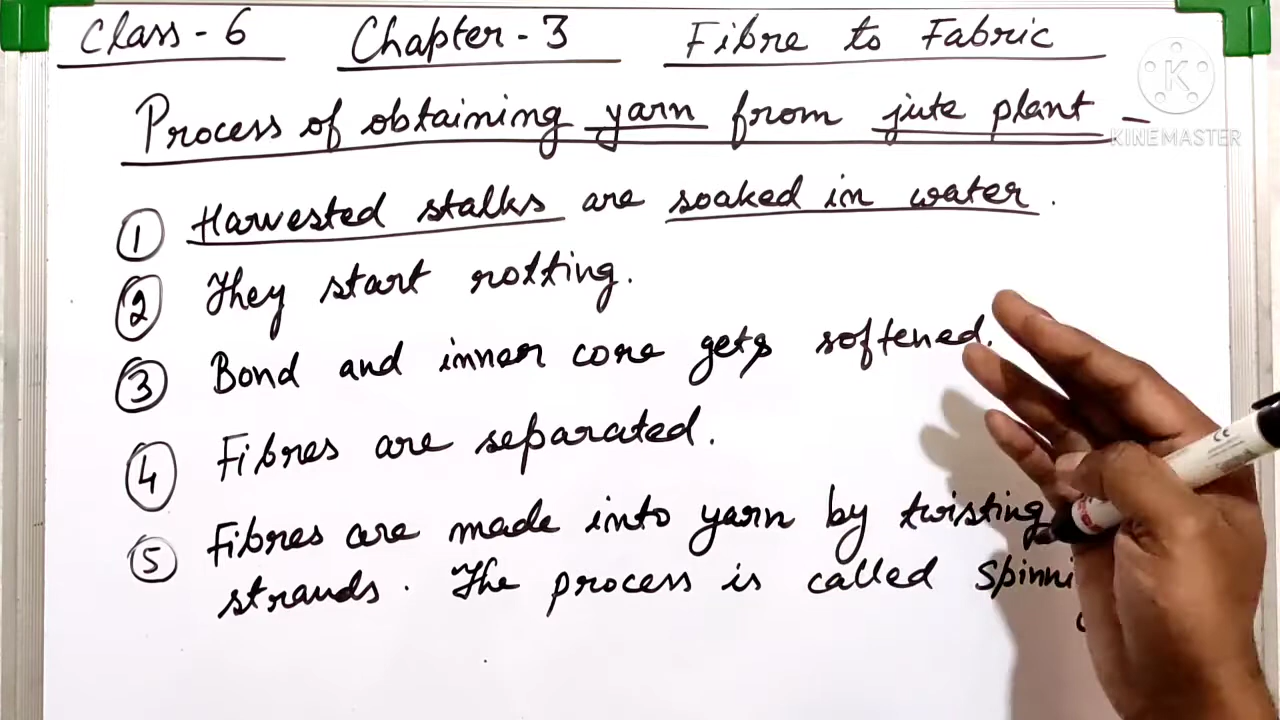 Class - 6 Chapter - 3 Fibre to Fabric
Process of obtaining yarn from jute plant -
K
KINEMASTER
① Harvested stalks are soaked in water.
② They start rotting.
③ Bond and inner core gets softened.
④ Fibres are separated.
⑤ Fibres are made into yarn by twisting
strands. The process is called